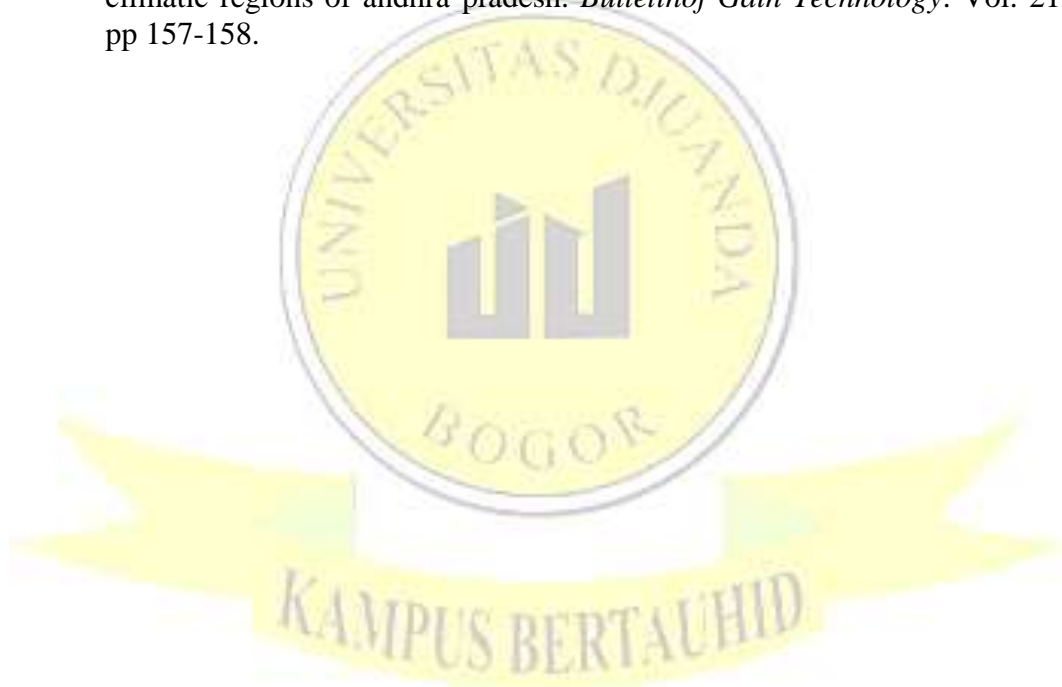 climatic regions of andhra pradesh. Bulletinof Gain Technology. Vol. 21
pp 157-158.
UNIVERSITAS DJUANDA
BOGOR
KAMPUS BERTAUHID